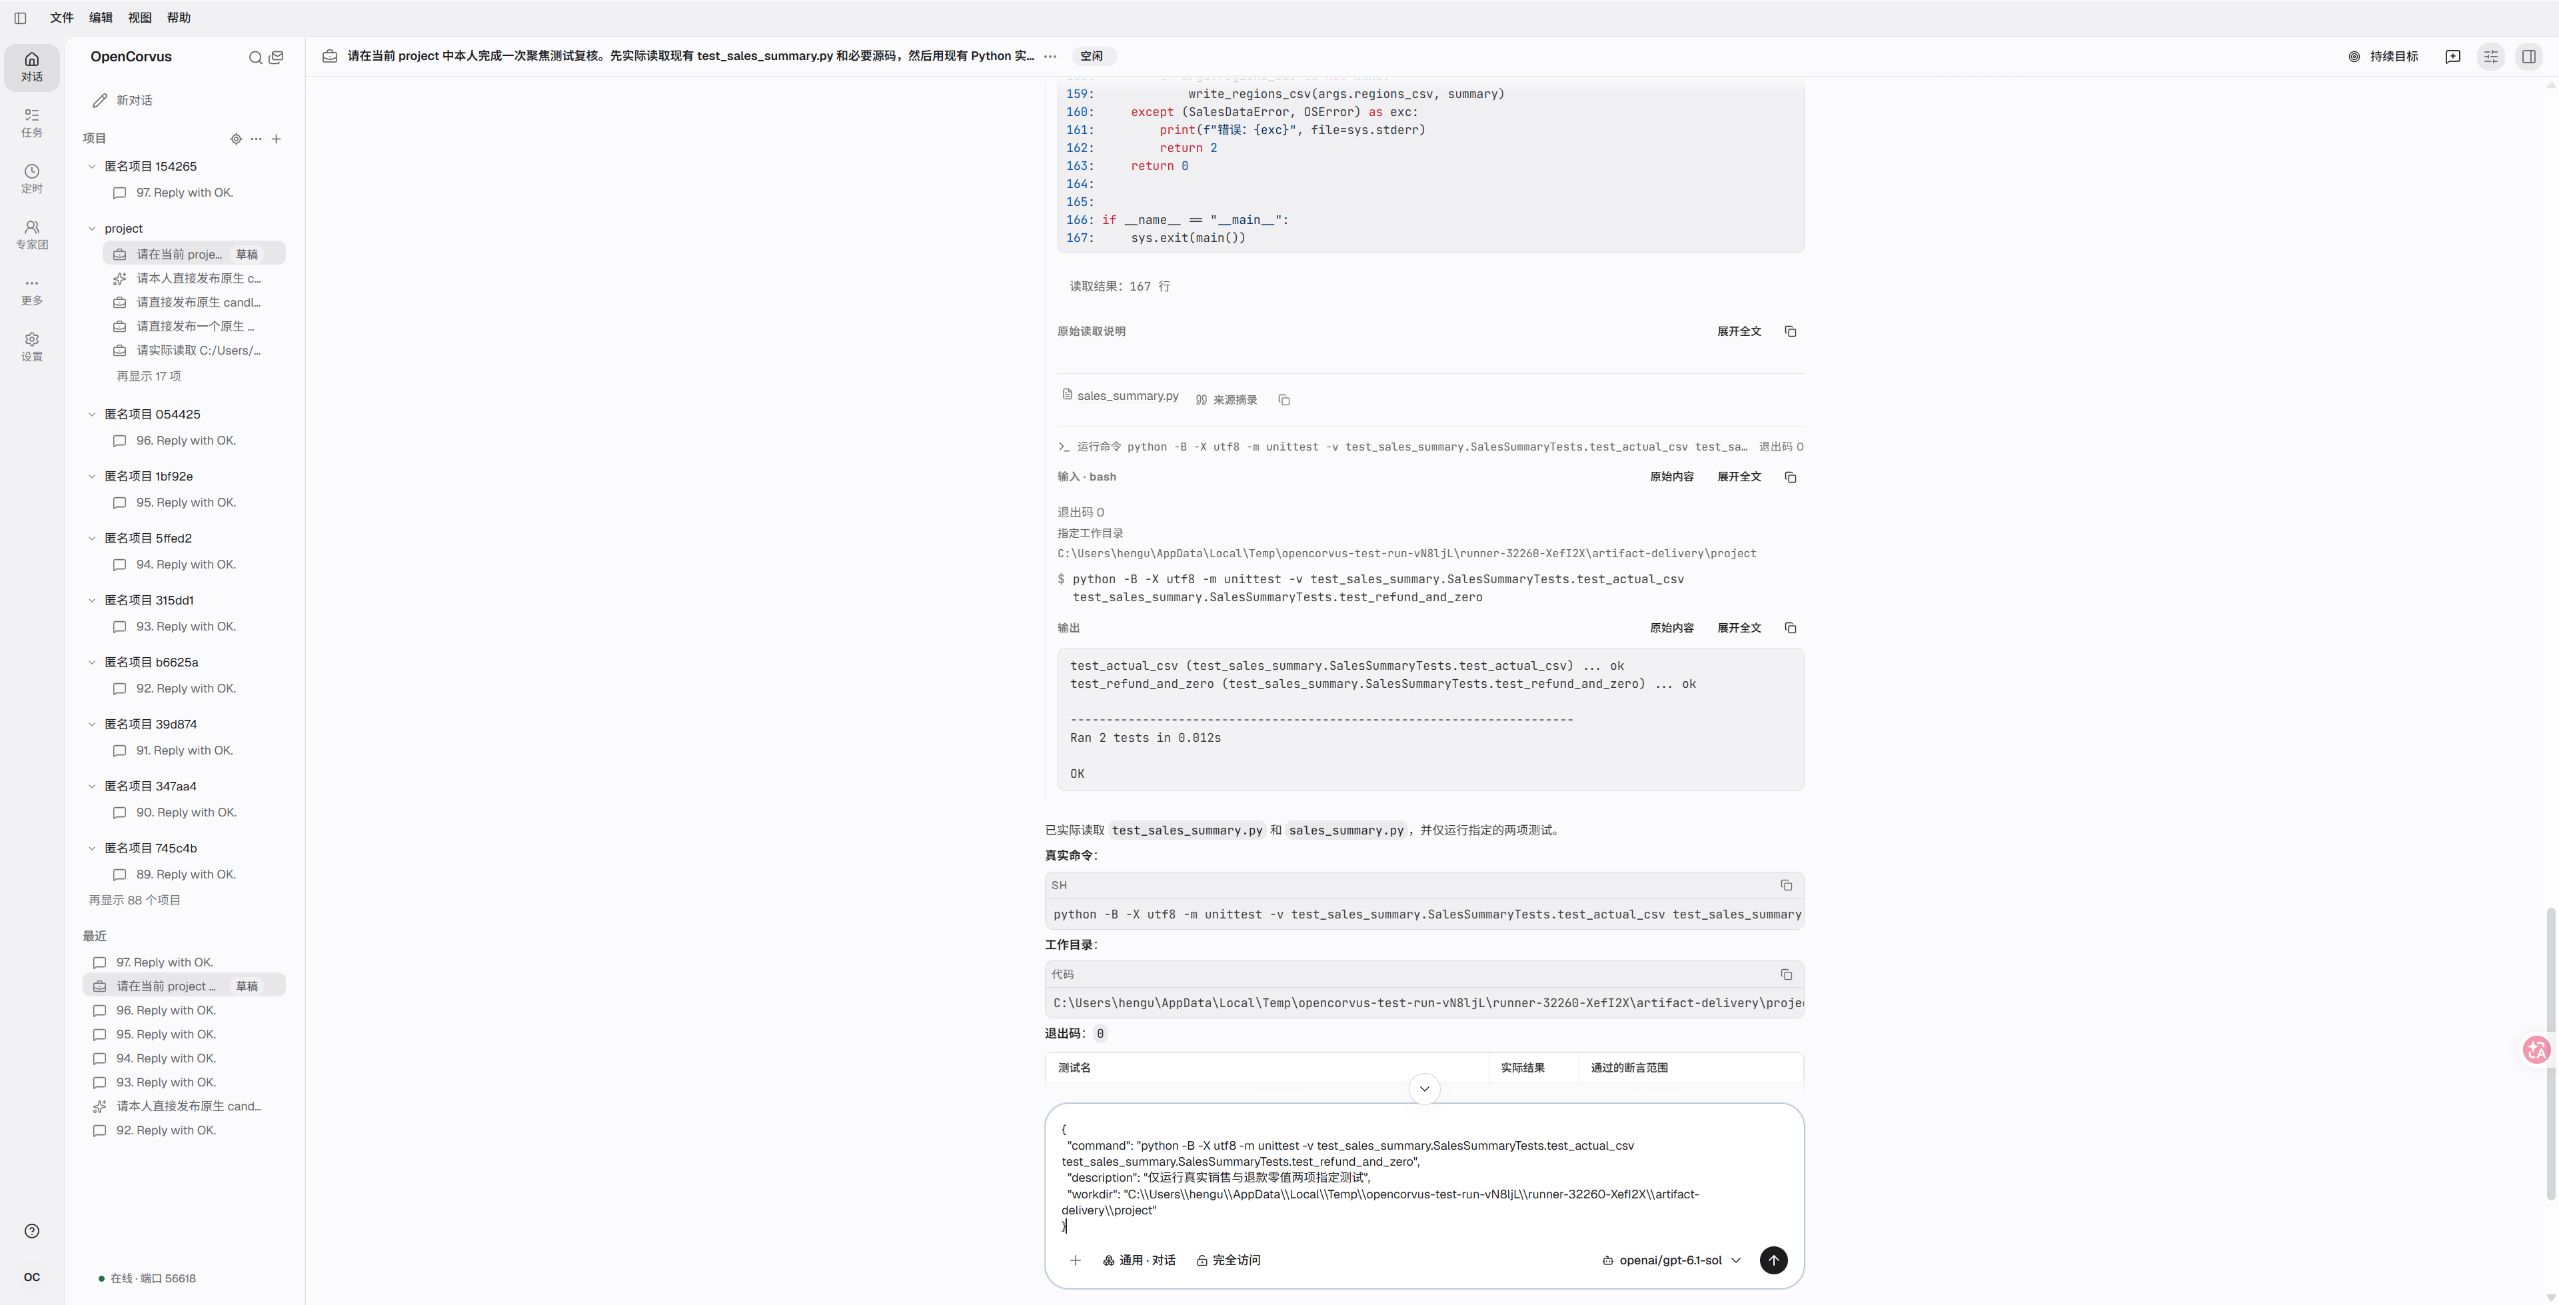 文件 编辑 视图 帮助
对话
任务
定时
专家团
更多
设置
OC
OpenCorvus
新对话
项目
匿名项目 154265
97. Reply with OK.
project
请在当前 proje... 草稿
请本人直接发布原生 c...
请直接发布原生 candl...
请直接发布一个原生 ...
请实际读取 C:/Users/...
再显示 17 项
匿名项目 054425
96. Reply with OK.
匿名项目 1bf92e
95. Reply with OK.
匿名项目 5ffed2
94. Reply with OK.
匿名项目 315dd1
93. Reply with OK.
匿名项目 b6625a
92. Reply with OK.
匿名项目 39d874
91. Reply with OK.
匿名项目 347aa4
90. Reply with OK.
匿名项目 745c4b
89. Reply with OK.
再显示 88 个项目
最近
97. Reply with OK.
请在当前 project ... 草稿
96. Reply with OK.
95. Reply with OK.
94. Reply with OK.
93. Reply with OK.
请本人直接发布原生 cand...
92. Reply with OK.
在线 · 端口 56618
请在当前 project 中本人完成一次聚焦测试复核。先实际读取现有 test_sales_summary.py 和必要源码，然后用现有 Python 实... 空闲
持续目标
159: write_regions_csv(args.regions_csv, summary)
160: except (SalesDataError, OSError) as exc:
161: print(f"错误: {exc}", file=sys.stderr)
162: return 2
163: return 0
164:
165:
166: if __name__ == "__main__":
167: sys.exit(main())
读取结果: 167 行
原始读取说明 展开全文
sales_summary.py 来源摘录
运行命令 python -B -X utf8 -m unittest -v test_sales_summary.SalesSummaryTests.test_actual_csv test_sa... 退出码 0
输入 · bash 原始内容 展开全文
退出码 0
指定工作目录
C:\Users\hengu\AppData\Local\Temp\opencorvus-test-run-vN8ljL\runner-32260-XefI2X\artifact-delivery\project
$ python -B -X utf8 -m unittest -v test_sales_summary.SalesSummaryTests.test_actual_csv
test_sales_summary.SalesSummaryTests.test_refund_and_zero
输出 原始内容 展开全文
test_actual_csv (test_sales_summary.SalesSummaryTests.test_actual_csv) ... ok
test_refund_and_zero (test_sales_summary.SalesSummaryTests.test_refund_and_zero) ... ok
----------------------------------------------------------------------
Ran 2 tests in 0.012s
OK
已实际读取 test_sales_summary.py 和 sales_summary.py，并仅运行指定的两项测试。
真实命令：
SH
python -B -X utf8 -m unittest -v test_sales_summary.SalesSummaryTests.test_actual_csv test_sales_summary
工作目录：
代码
C:\Users\hengu\AppData\Local\Temp\opencorvus-test-run-vN8ljL\runner-32260-XefI2X\artifact-delivery\projec
退出码： 0
测试名 实际结果 通过的断言范围
{
"command": "python -B -X utf8 -m unittest -v test_sales_summary.SalesSummaryTests.test_actual_csv
test_sales_summary.SalesSummaryTests.test_refund_and_zero",
"description": "仅运行真实销售与退款零值两项指定测试",
"workdir": "C:\\Users\\hengu\\AppData\\Local\\Temp\\opencorvus-test-run-vN8ljL\\runner-32260-XefI2X\\artifact-
delivery\\project"
}
通用 · 对话 完全访问 openai/gpt-6.1-sol